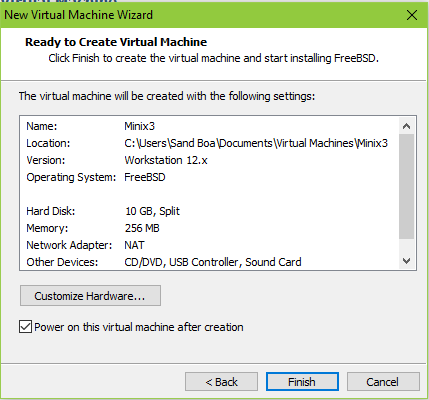 New Virtual Machine Wizard
Ready to Create Virtual Machine
Click Finish to create the virtual machine and start installing FreeBSD.
The virtual machine will be created with the following settings:
Name: Minix3
Location: C:\Users\Sand Boa\Documents\Virtual Machines\Minix3
Version: Workstation 12.x
Operating System: FreeBSD
Hard Disk: 10 GB, Split
Memory: 256 MB
Network Adapter: NAT
Other Devices: CD/DVD, USB Controller, Sound Card
Customize Hardware...
Power on this virtual machine after creation
< Back Finish Cancel